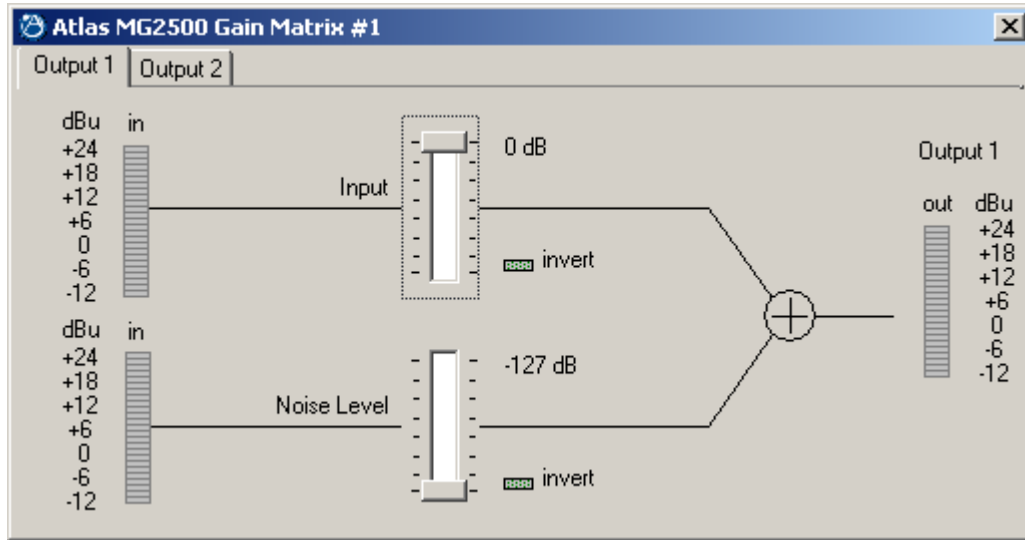 Atlas MG2500 Gain Matrix #1
Output 1
Output 2
dBu in
+24
+18
+12
+6
0
-6
-12
Input
0 dB
invert
dBu in
+24
+18
+12
+6
0
-6
-12
Noise Level
-127 dB
invert
Output 1
out dBu
+24
+18
+12
+6
0
-6
-12